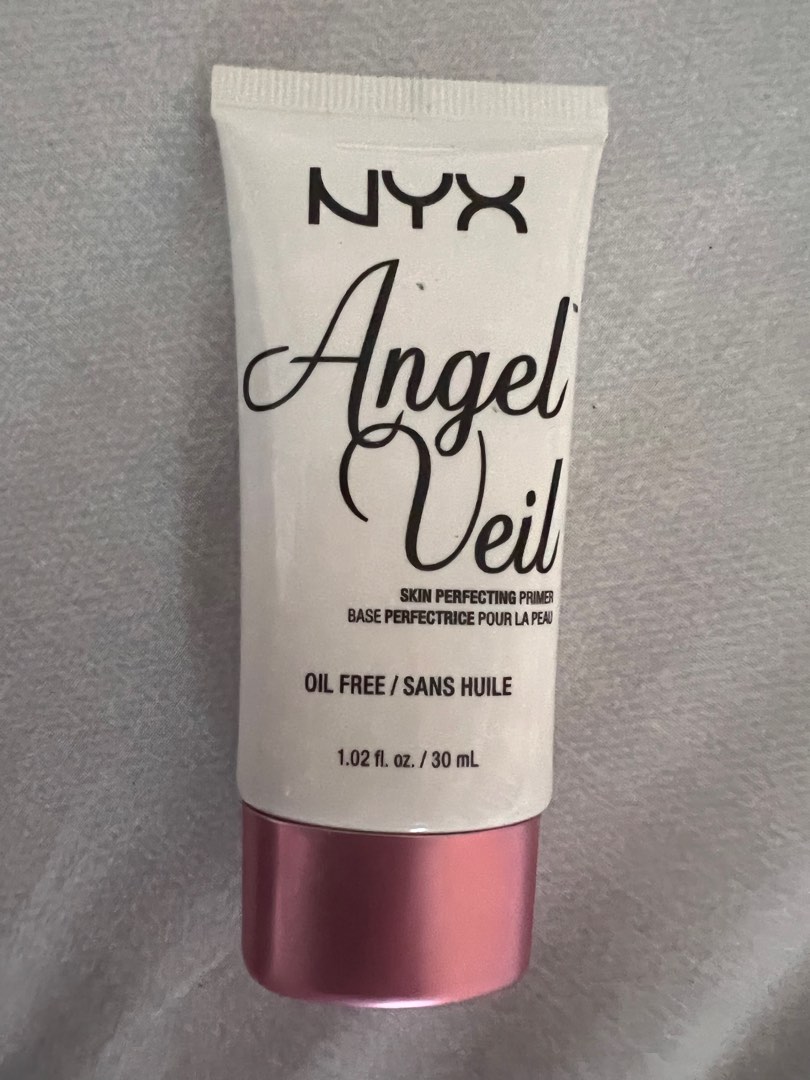 NYX
Angel
Veil
SKIN PERFECTING PRIMER
BASE PERFECTRICE POUR LA PEAU
OIL FREE / SANS HUILE
1.02 fl. oz. / 30 mL